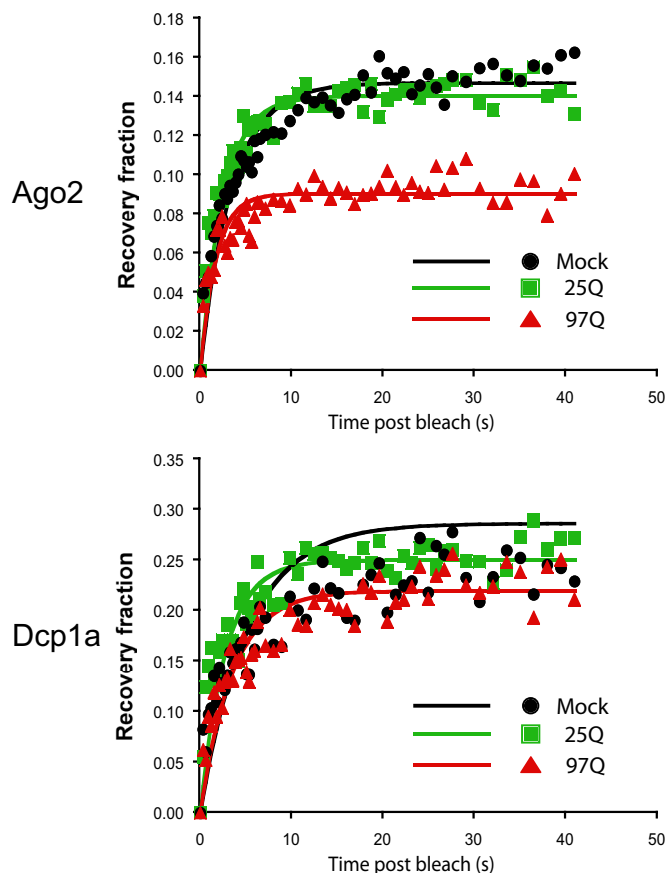 Ago2
Recovery fraction
0.18
0.16
0.14
0.12
0.10
0.08
0.06
0.04
0.02
0.00
Mock
25Q
97Q
0 10 20 30 40 50
Time post bleach (s)
Dcp1a
Recovery fraction
0.35
0.30
0.25
0.20
0.15
0.10
0.05
0.00
Mock
25Q
97Q
0 10 20 30 40 50
Time post bleach (s)